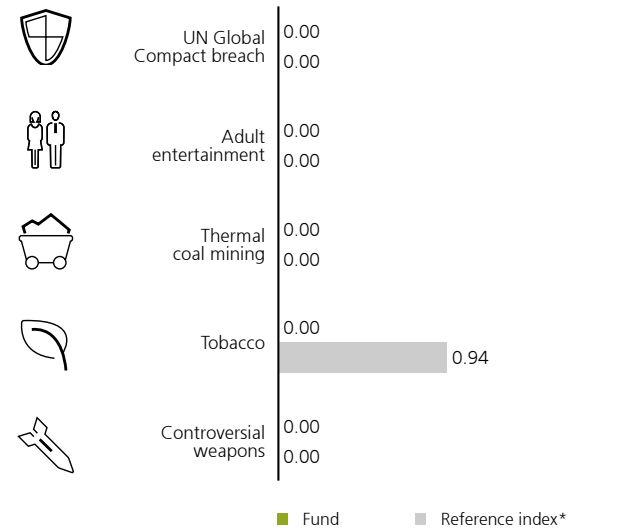 UN Global
Compact breach
0.00
0.00
Adult
entertainment
0.00
0.00
Thermal
coal mining
0.00
0.00
Tobacco
0.00
0.94
Controversial
weapons
0.00
0.00
Fund
Reference index*